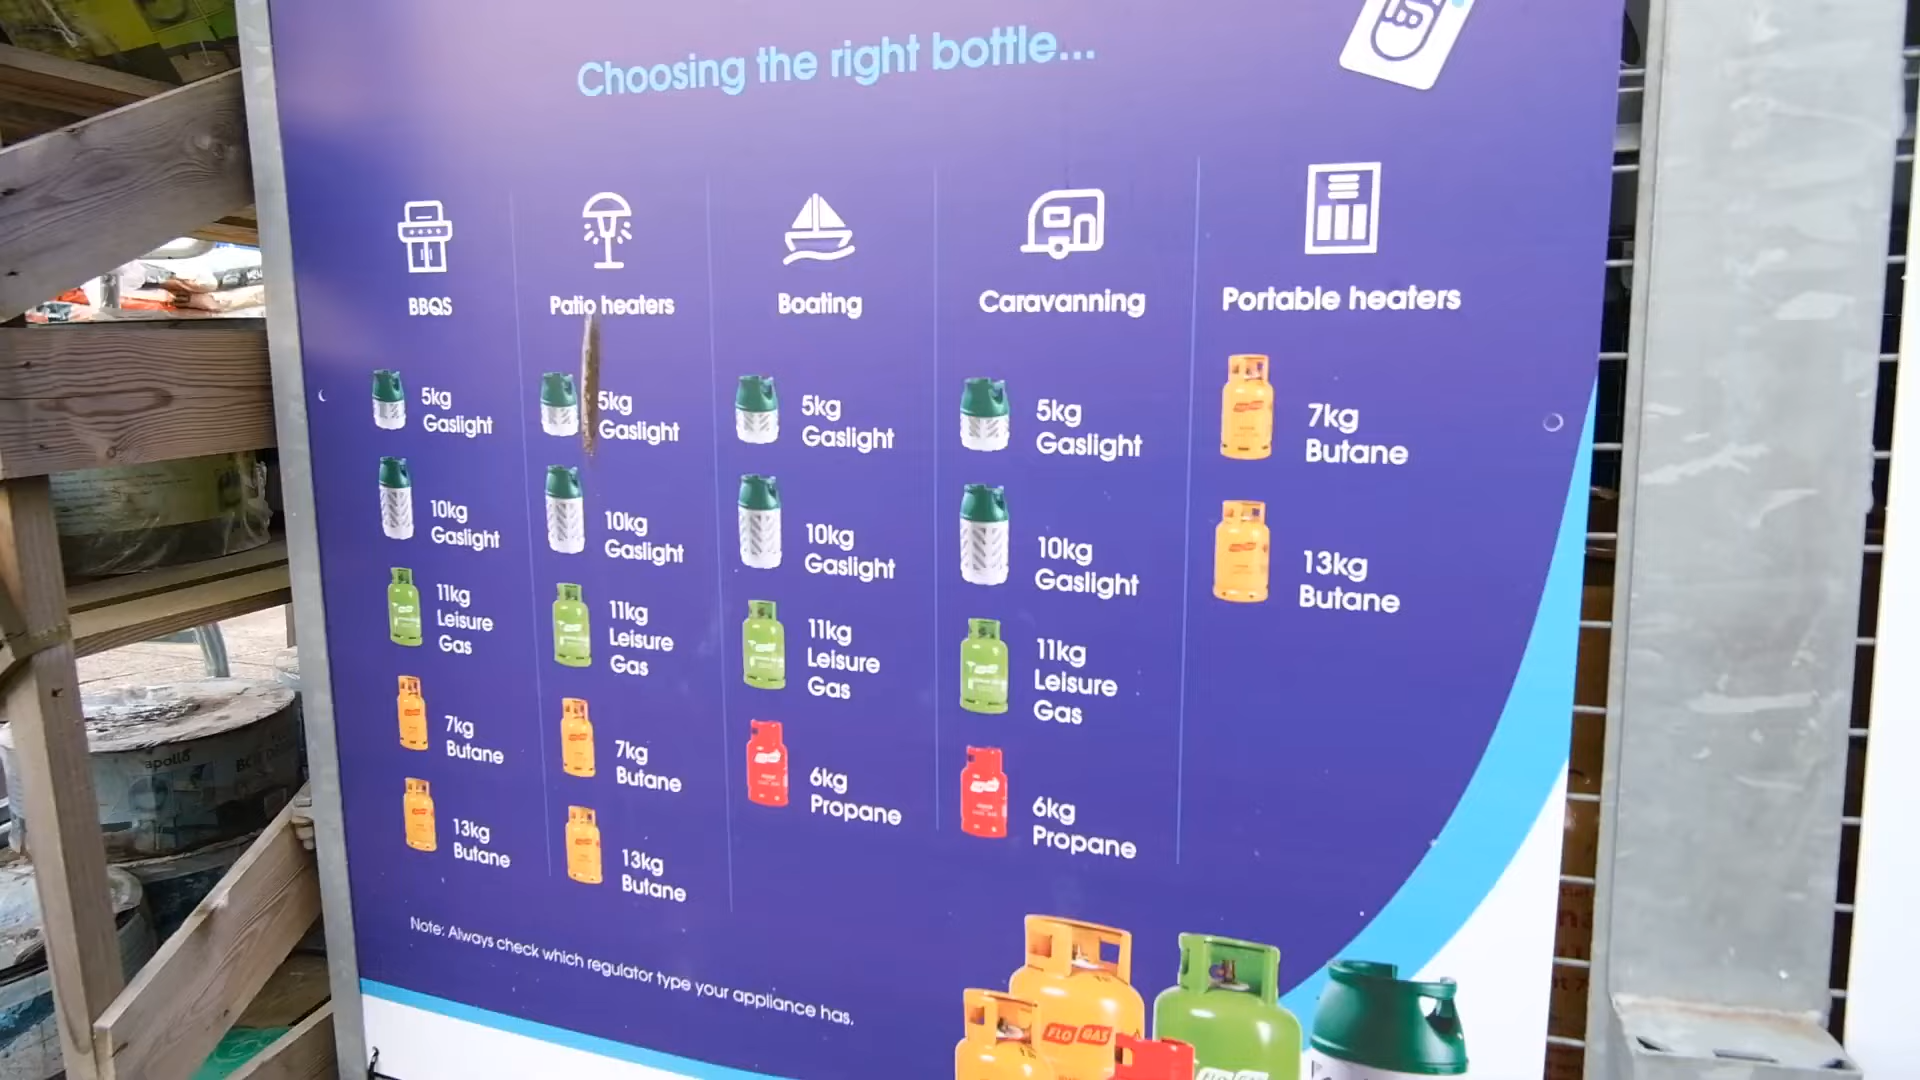 Choosing the right bottle...
BBQS
5kg
Gaslight
10kg
Gaslight
11kg
Leisure
Gas
7kg
Butane
13kg
Butane
Patio heaters
5kg
Gaslight
10kg
Gaslight
11kg
Leisure
Gas
7kg
Butane
13kg
Butane
Boating
5kg
Gaslight
10kg
Gaslight
11kg
Leisure
Gas
6kg
Propane
Caravanning
5kg
Gaslight
10kg
Gaslight
11kg
Leisure
Gas
6kg
Propane
Portable heaters
7kg
Butane
13kg
Butane
Note: Always check which regulator type your appliance has.
FLO GAS
apollo